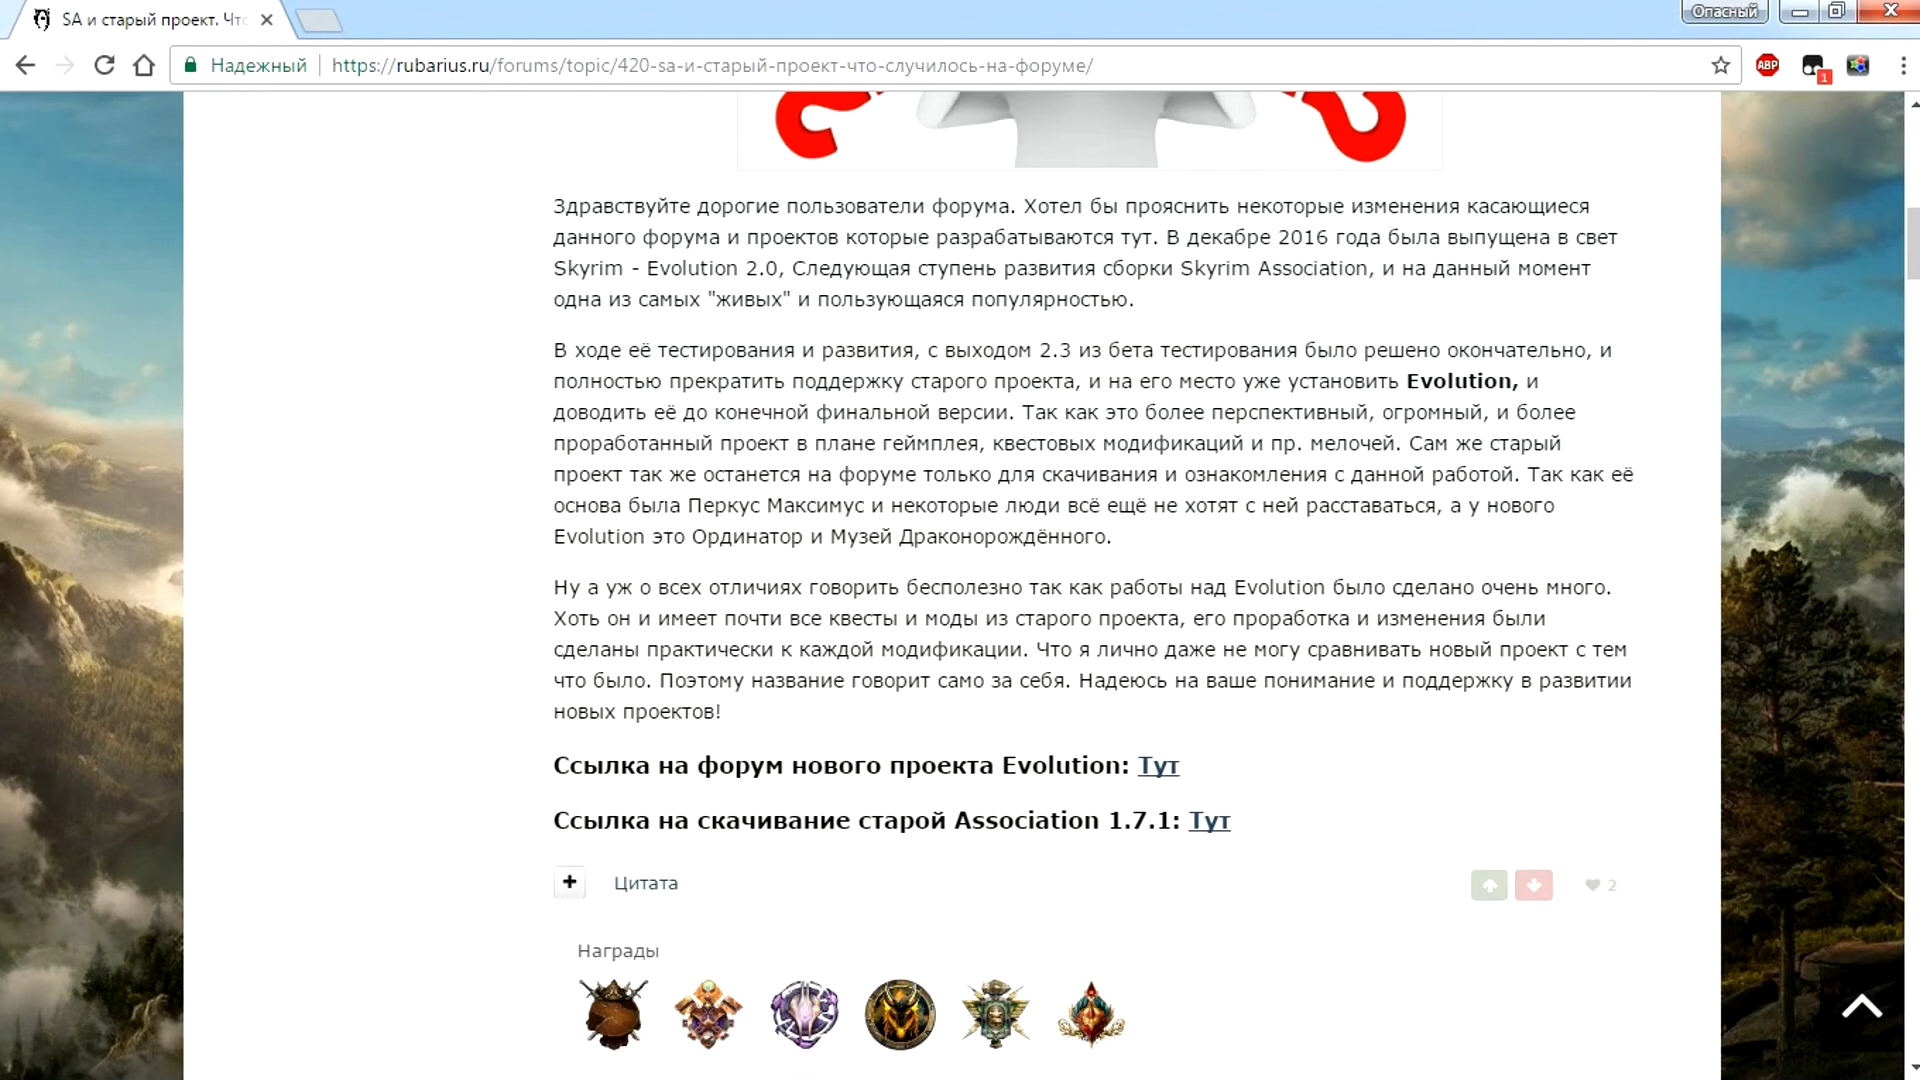 SA и старый проект. Что
Опасный
Надежный
https://rubarius.ru/forums/topic/420-sa-и-старый-проект-что-случилось-на-форуме/
ABP
1
Здравствуйте дорогие пользователи форума. Хотел бы прояснить некоторые изменения касающиеся
данного форума и проектов которые разрабатываются тут. В декабре 2016 года была выпущена в свет
Skyrim - Evolution 2.0, Следующая ступень развития сборки Skyrim Association, и на данный момент
одна из самых "живых" и пользующаяся популярностью.
В ходе её тестирования и развития, с выходом 2.3 из бета тестирования было решено окончательно, и
полностью прекратить поддержку старого проекта, и на его место уже установить Evolution, и
доводить её до конечной финальной версии. Так как это более перспективный, огромный, и более
проработанный проект в плане геймплея, квестовых модификаций и пр. мелочей. Сам же старый
проект так же останется на форуме только для скачивания и ознакомления с данной работой. Так как её
основа была Перкус Максимус и некоторые люди всё ещё не хотят с ней расставаться, а у нового
Evolution это Ординатор и Музей Драконорождённого.
Ну а уж о всех отличиях говорить бесполезно так как работы над Evolution было сделано очень много.
Хоть он и имеет почти все квесты и моды из старого проекта, его проработка и изменения были
сделаны практически к каждой модификации. Что я лично даже не могу сравнивать новый проект с тем
что было. Поэтому название говорит само за себя. Надеюсь на ваше понимание и поддержку в развитии
новых проектов!
Ссылка на форум нового проекта Evolution: Тут
Ссылка на скачивание старой Association 1.7.1: Тут
Цитата
2
Награды